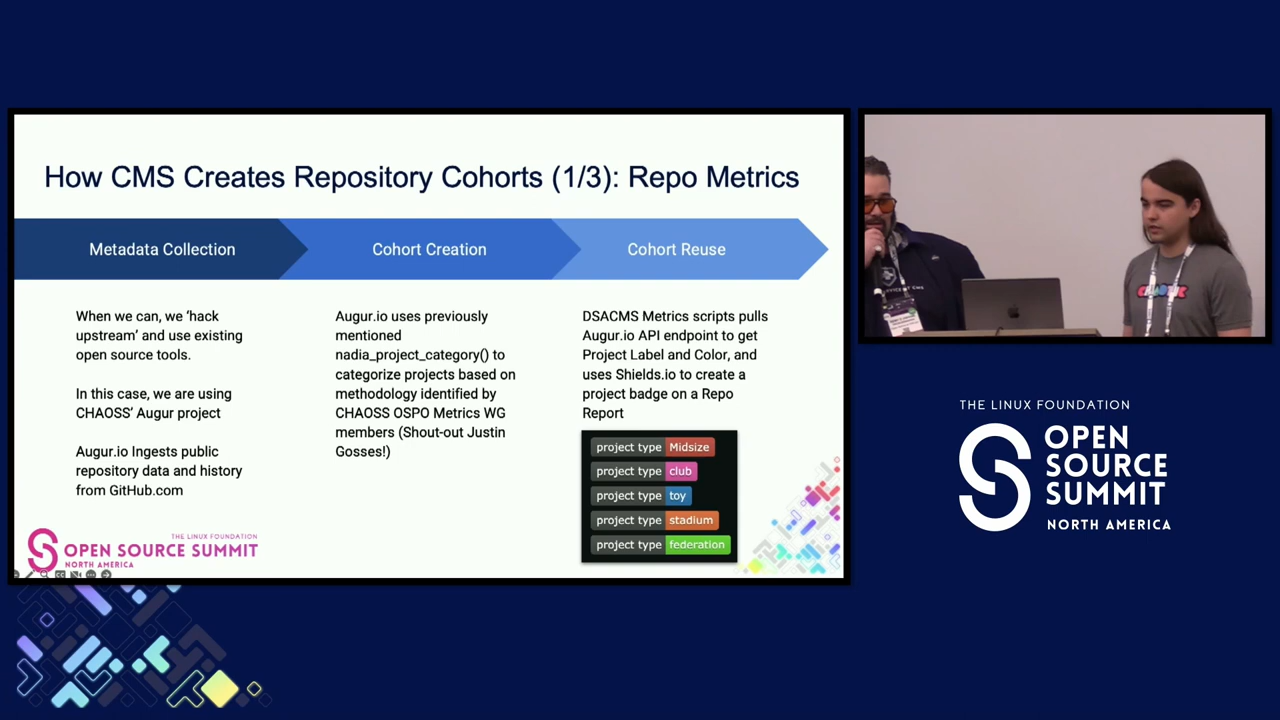 How CMS Creates Repository Cohorts (1/3): Repo Metrics
Metadata Collection
Cohort Creation
Cohort Reuse
When we can, we ‘hack
upstream’ and use existing
open source tools.
In this case, we are using
CHAOSS’ Augur project
Augur.io Ingests public
repository data and history
from GitHub.com
Augur.io uses previously
mentioned
nadia_project_category() to
categorize projects based on
methodology identified by
CHAOSS OSPO Metrics WG
members (Shout-out Justin
Gosses!)
DSACMS Metrics scripts pulls
Augur.io API endpoint to get
Project Label and Color, and
uses Shields.io to create a
project badge on a Repo
Report
project type Midsize
project type club
project type toy
project type stadium
project type federation
THE LINUX FOUNDATION
OPEN SOURCE SUMMIT
NORTH AMERICA
THE LINUX FOUNDATION
OPEN
SOURCE
SUMMIT
NORTH AMERICA